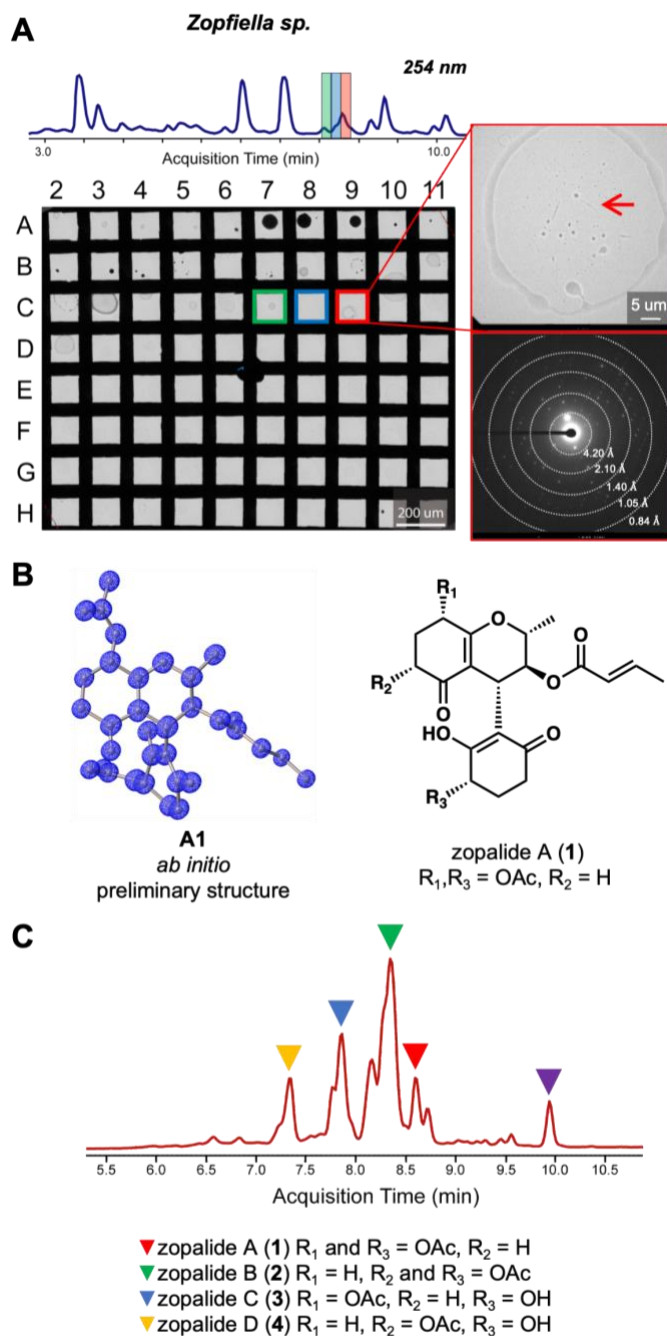 A
Zopfiella sp.
254 nm
3.0
10.0
Acquisition Time (min)
2 3 4 5 6 7 8 9 10 11
A
B
C
D
E
F
G
H
200 um
5 um
4.20 Å
2.10 Å
1.40 Å
1.05 Å
0.84 Å
B
A1
ab initio
preliminary structure
R1
O
O
R2
O
O
HO
O
R3
zopalide A (1)
R1,R3 = OAc, R2 = H
C
5.5 6.0 6.5 7.0 7.5 8.0 8.5 9.0 9.5 10.0 10.5
Acquisition Time (min)
zopalide A (1) R1 and R3 = OAc, R2 = H
zopalide B (2) R1 = H, R2 and R3 = OAc
zopalide C (3) R1 = OAc, R2 = H, R3 = OH
zopalide D (4) R1 = H, R2 = OAc, R3 = OH